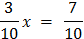 3/10 x = 7/10